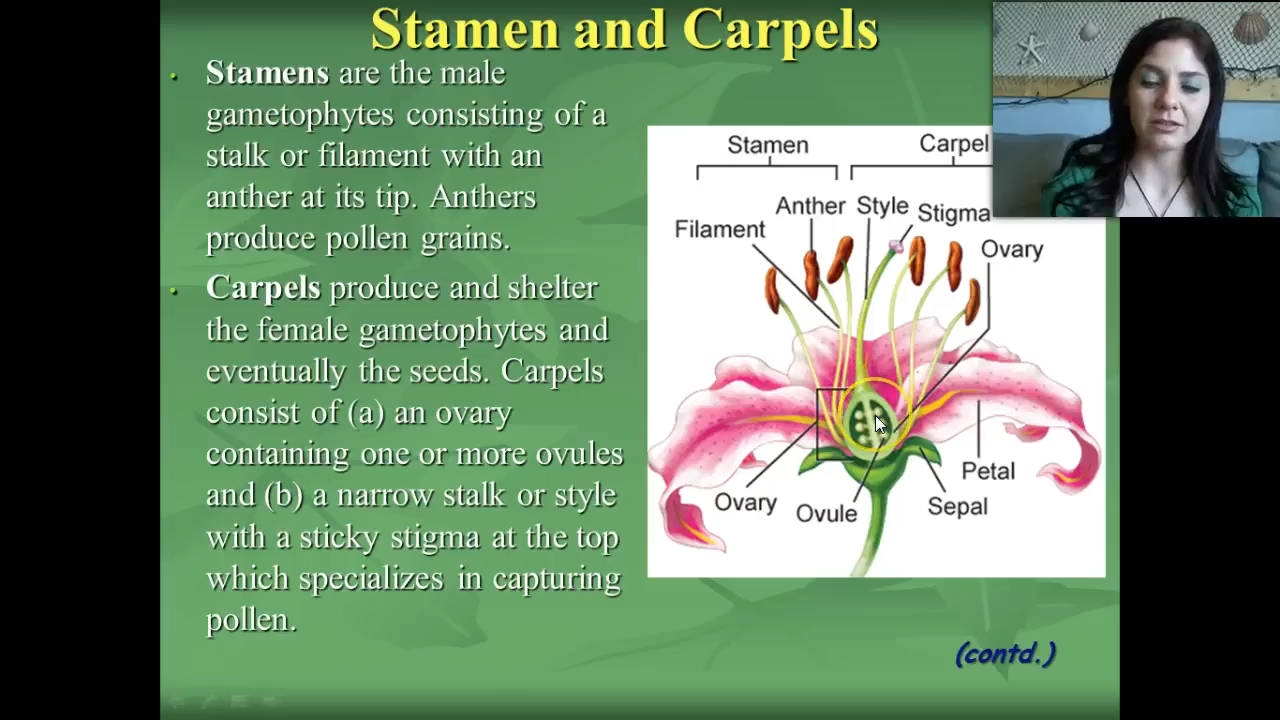 Stamen and Carpels
• Stamens are the male
gametophytes consisting of a
stalk or filament with an
anther at its tip. Anthers
produce pollen grains.
• Carpels produce and shelter
the female gametophytes and
eventually the seeds. Carpels
consist of (a) an ovary
containing one or more ovules
and (b) a narrow stalk or style
with a sticky stigma at the top
which specializes in capturing
pollen.
Stamen
Carpel
Anther
Style
Stigma
Filament
Ovary
Petal
Ovary
Ovule
Sepal
(contd.)